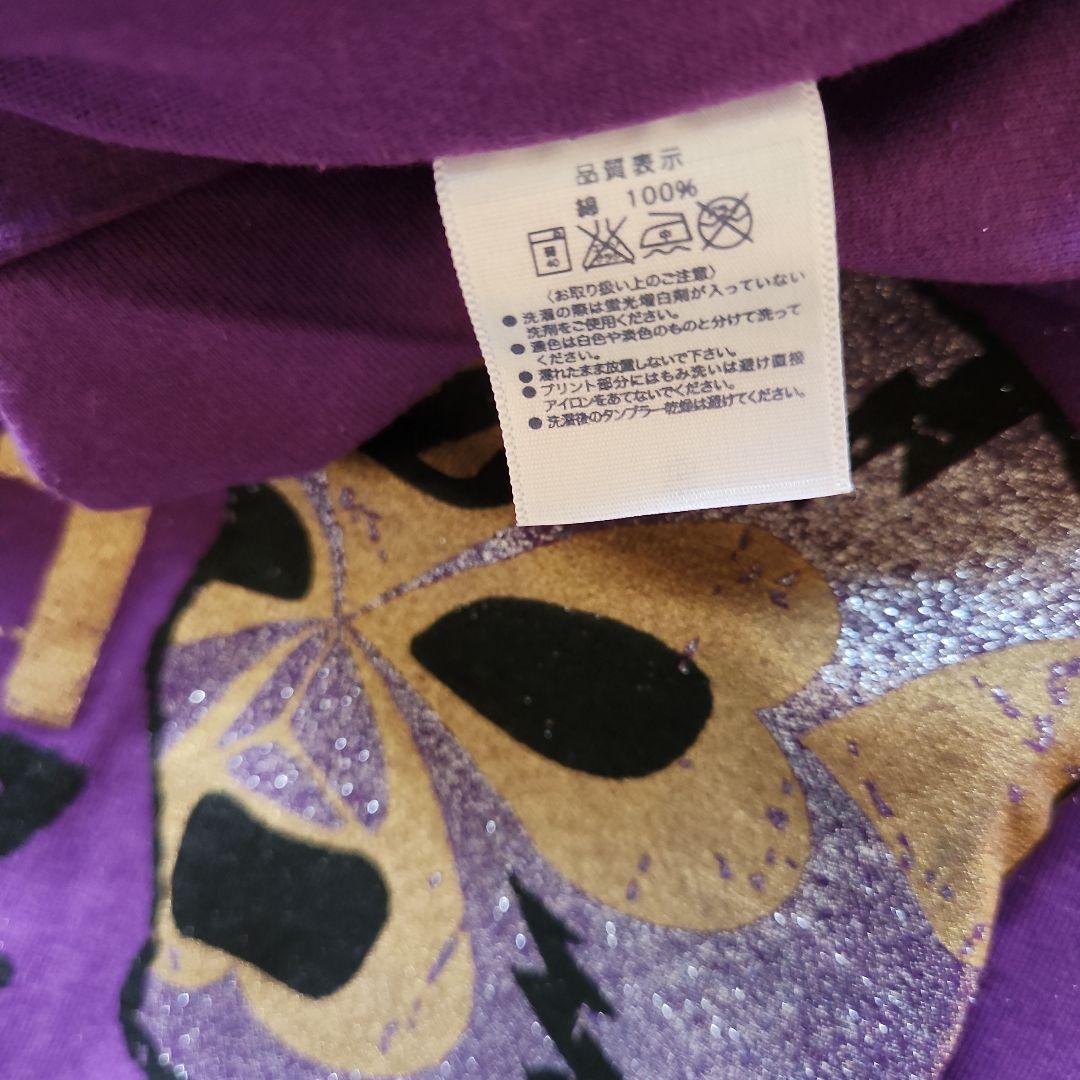 品質表示
綿 100%
弱
40
中
〈お取り扱い上のご注意〉
●洗濯の際は蛍光増白剤が入っていない
洗剤をご使用ください。
●濃色は白色や淡色のものと分けて洗って
ください。
●濡れたまま放置しないで下さい。
●プリント部分にはもみ洗いは避け直接
アイロンをあてないでください。
●洗濯後のタンブラー乾燥は避けてください。